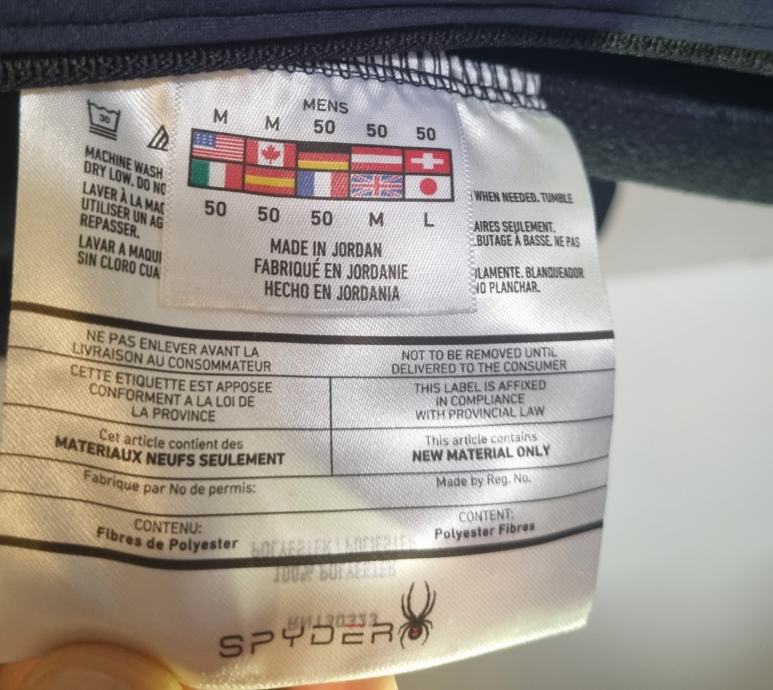 30
MACHINE WASH
DRY LOW. DO NO
LAVER À LA MAC
UTILISER UN AG
REPASSER.
LAVAR A MAQUI
SIN CLORO CUA
MENS
M M 50 50 50
50 50 50 M L
MADE IN JORDAN
FABRIQUÉ EN JORDANIE
HECHO EN JORDANIA
WHEN NEEDED. TUMBLE
AIRES SEULEMENT.
BUTAGE À BASSE. NE PAS
LAMENTE. BLANQUEADOR
O PLANCHAR.
NE PAS ENLEVER AVANT LA
LIVRAISON AU CONSOMMATEUR
NOT TO BE REMOVED UNTIL
DELIVERED TO THE CONSUMER
CETTE ETIQUETTE EST APPOSEE
CONFORMENT A LA LOI DE
LA PROVINCE
THIS LABEL IS AFFIXED
IN COMPLIANCE
WITH PROVINCIAL LAW
Cet article contient des
MATERIAUX NEUFS SEULEMENT
This article contains
NEW MATERIAL ONLY
Fabrique par No de permis:
Made by Reg. No.
CONTENU:
Fibres de Polyester
CONTENT:
Polyester Fibres
100% POLYESTER
SPYDER